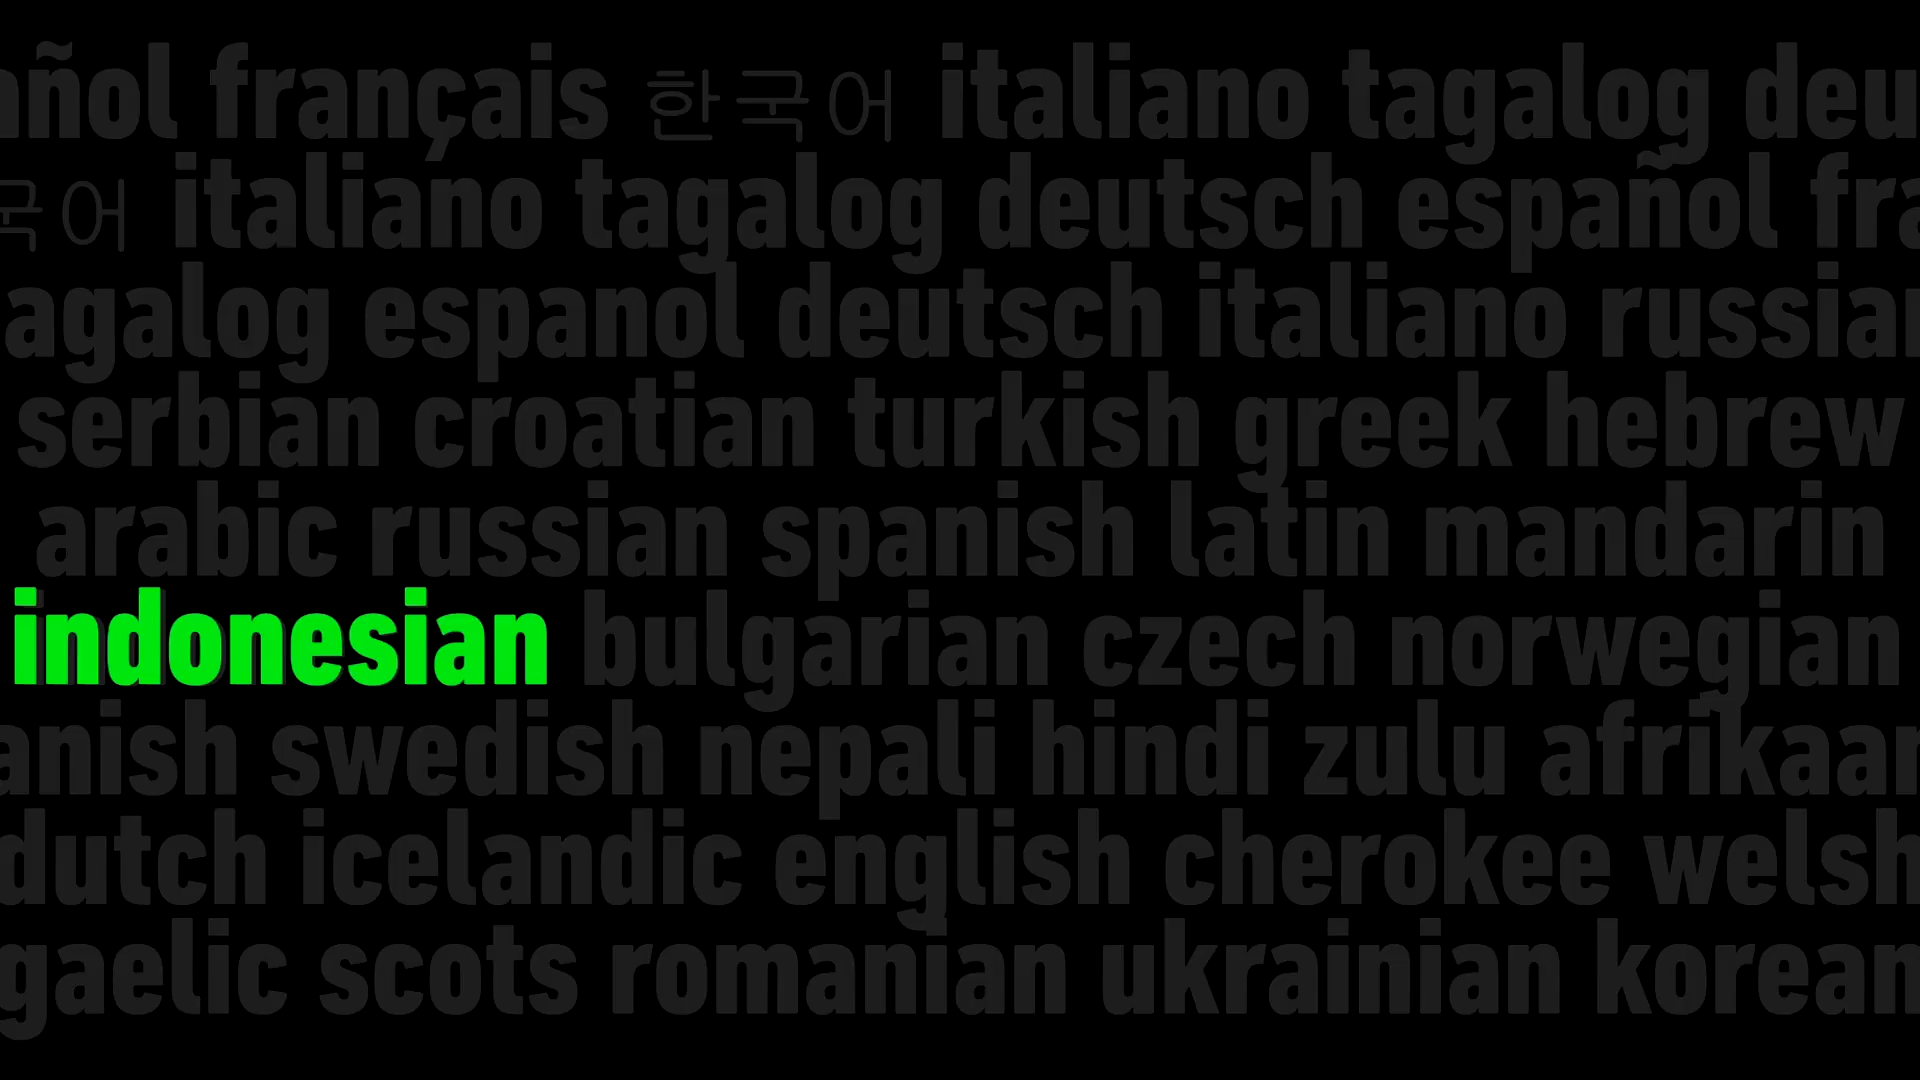 añol français 한국어 italiano tagalog deu
국어 italiano tagalog deutsch español fra
agalog espanol deutsch italiano russian
serbian croatian turkish greek hebrew
arabic russian spanish latin mandarin
indonesian bulgarian czech norwegian
anish swedish nepali hindi zulu afrikaan
dutch icelandic english cherokee welsh
gaelic scots romanian ukrainian korean